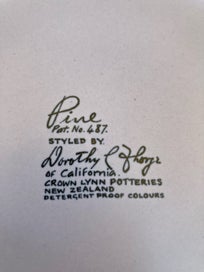 Pine
Pat. No. 487.
STYLED BY
Dorothy C Thorpe
of California.
CROWN LYNN POTTERIES
NEW ZEALAND
DETERGENT PROOF COLOURS